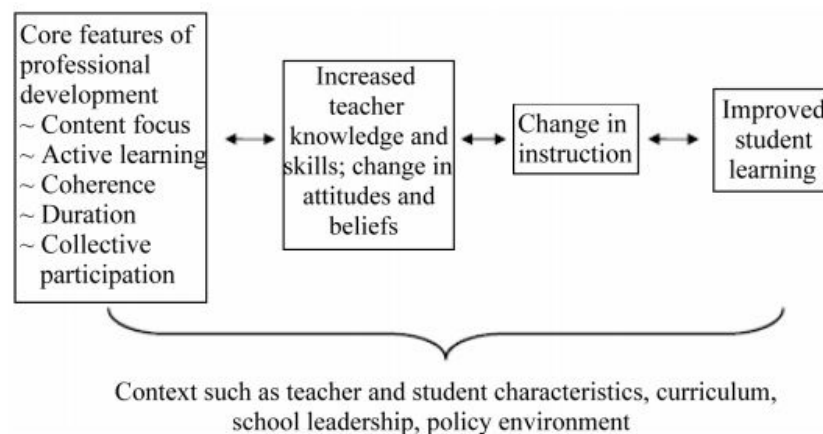 Core features of
professional
development
~ Content focus
~ Active learning
~ Coherence
~ Duration
~ Collective
participation
Increased
teacher
knowledge and
skills; change in
attitudes and
beliefs
Change in
instruction
Improved
student
learning
Context such as teacher and student characteristics, curriculum,
school leadership, policy environment